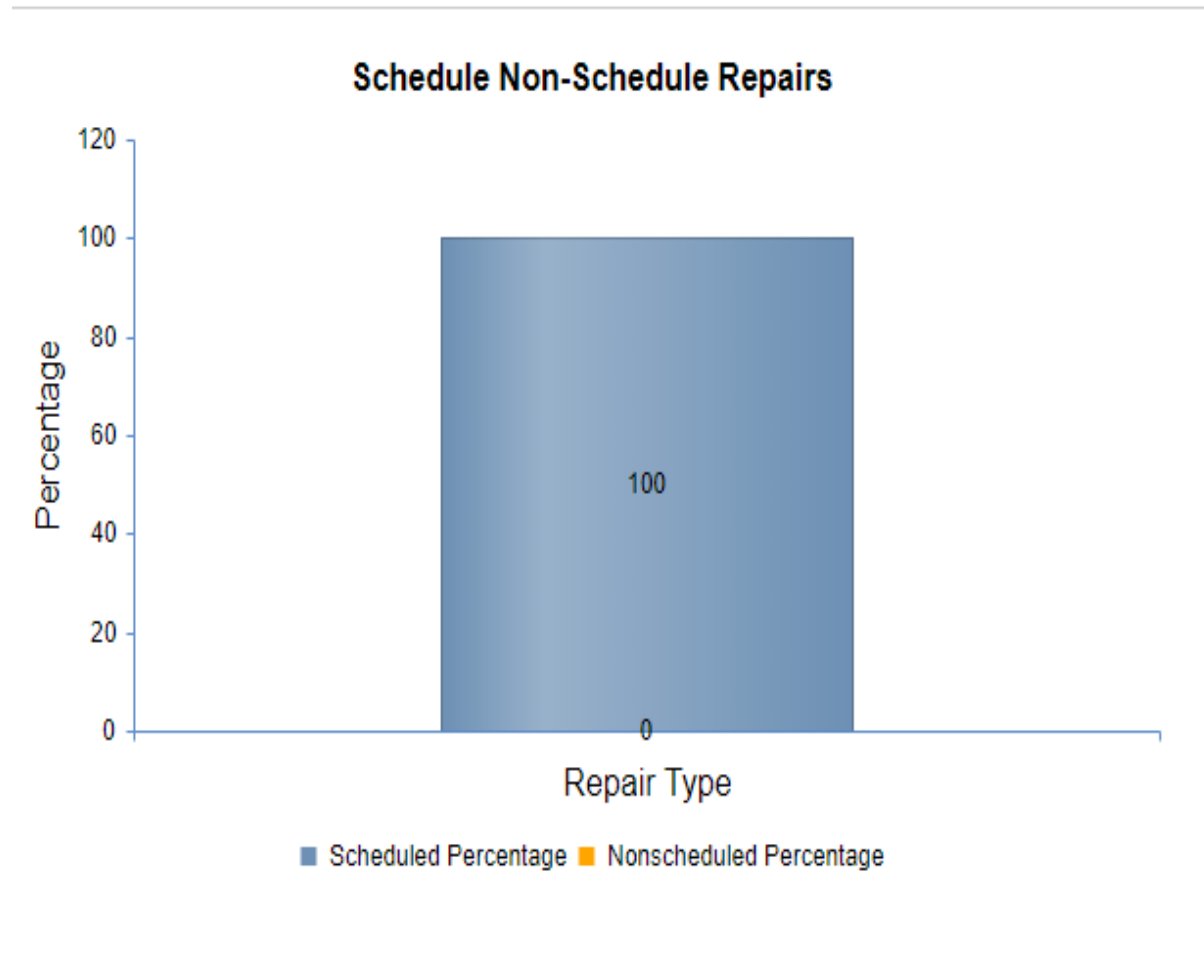 Schedule Non-Schedule Repairs
120
100
80
60
40
20
0
Percentage
100
0
Repair Type
Scheduled Percentage Nonscheduled Percentage